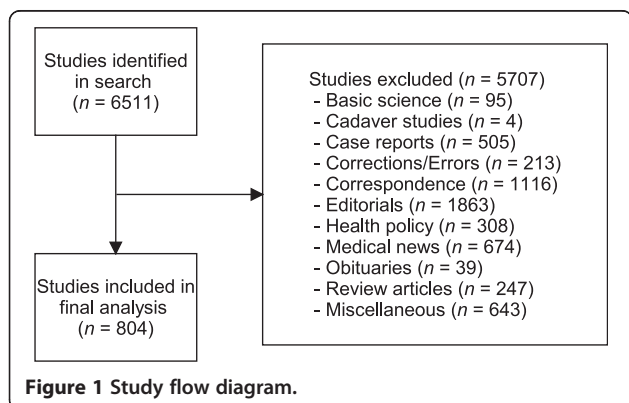 Studies identified
in search
(n = 6511)
Studies included in
final analysis
(n = 804)
Studies excluded (n = 5707)
- Basic science (n = 95)
- Cadaver studies (n = 4)
- Case reports (n = 505)
- Corrections/Errors (n = 213)
- Correspondence (n = 1116)
- Editorials (n = 1863)
- Health policy (n = 308)
- Medical news (n = 674)
- Obituaries (n = 39)
- Review articles (n = 247)
- Miscellaneous (n = 643)
Figure 1 Study flow diagram.